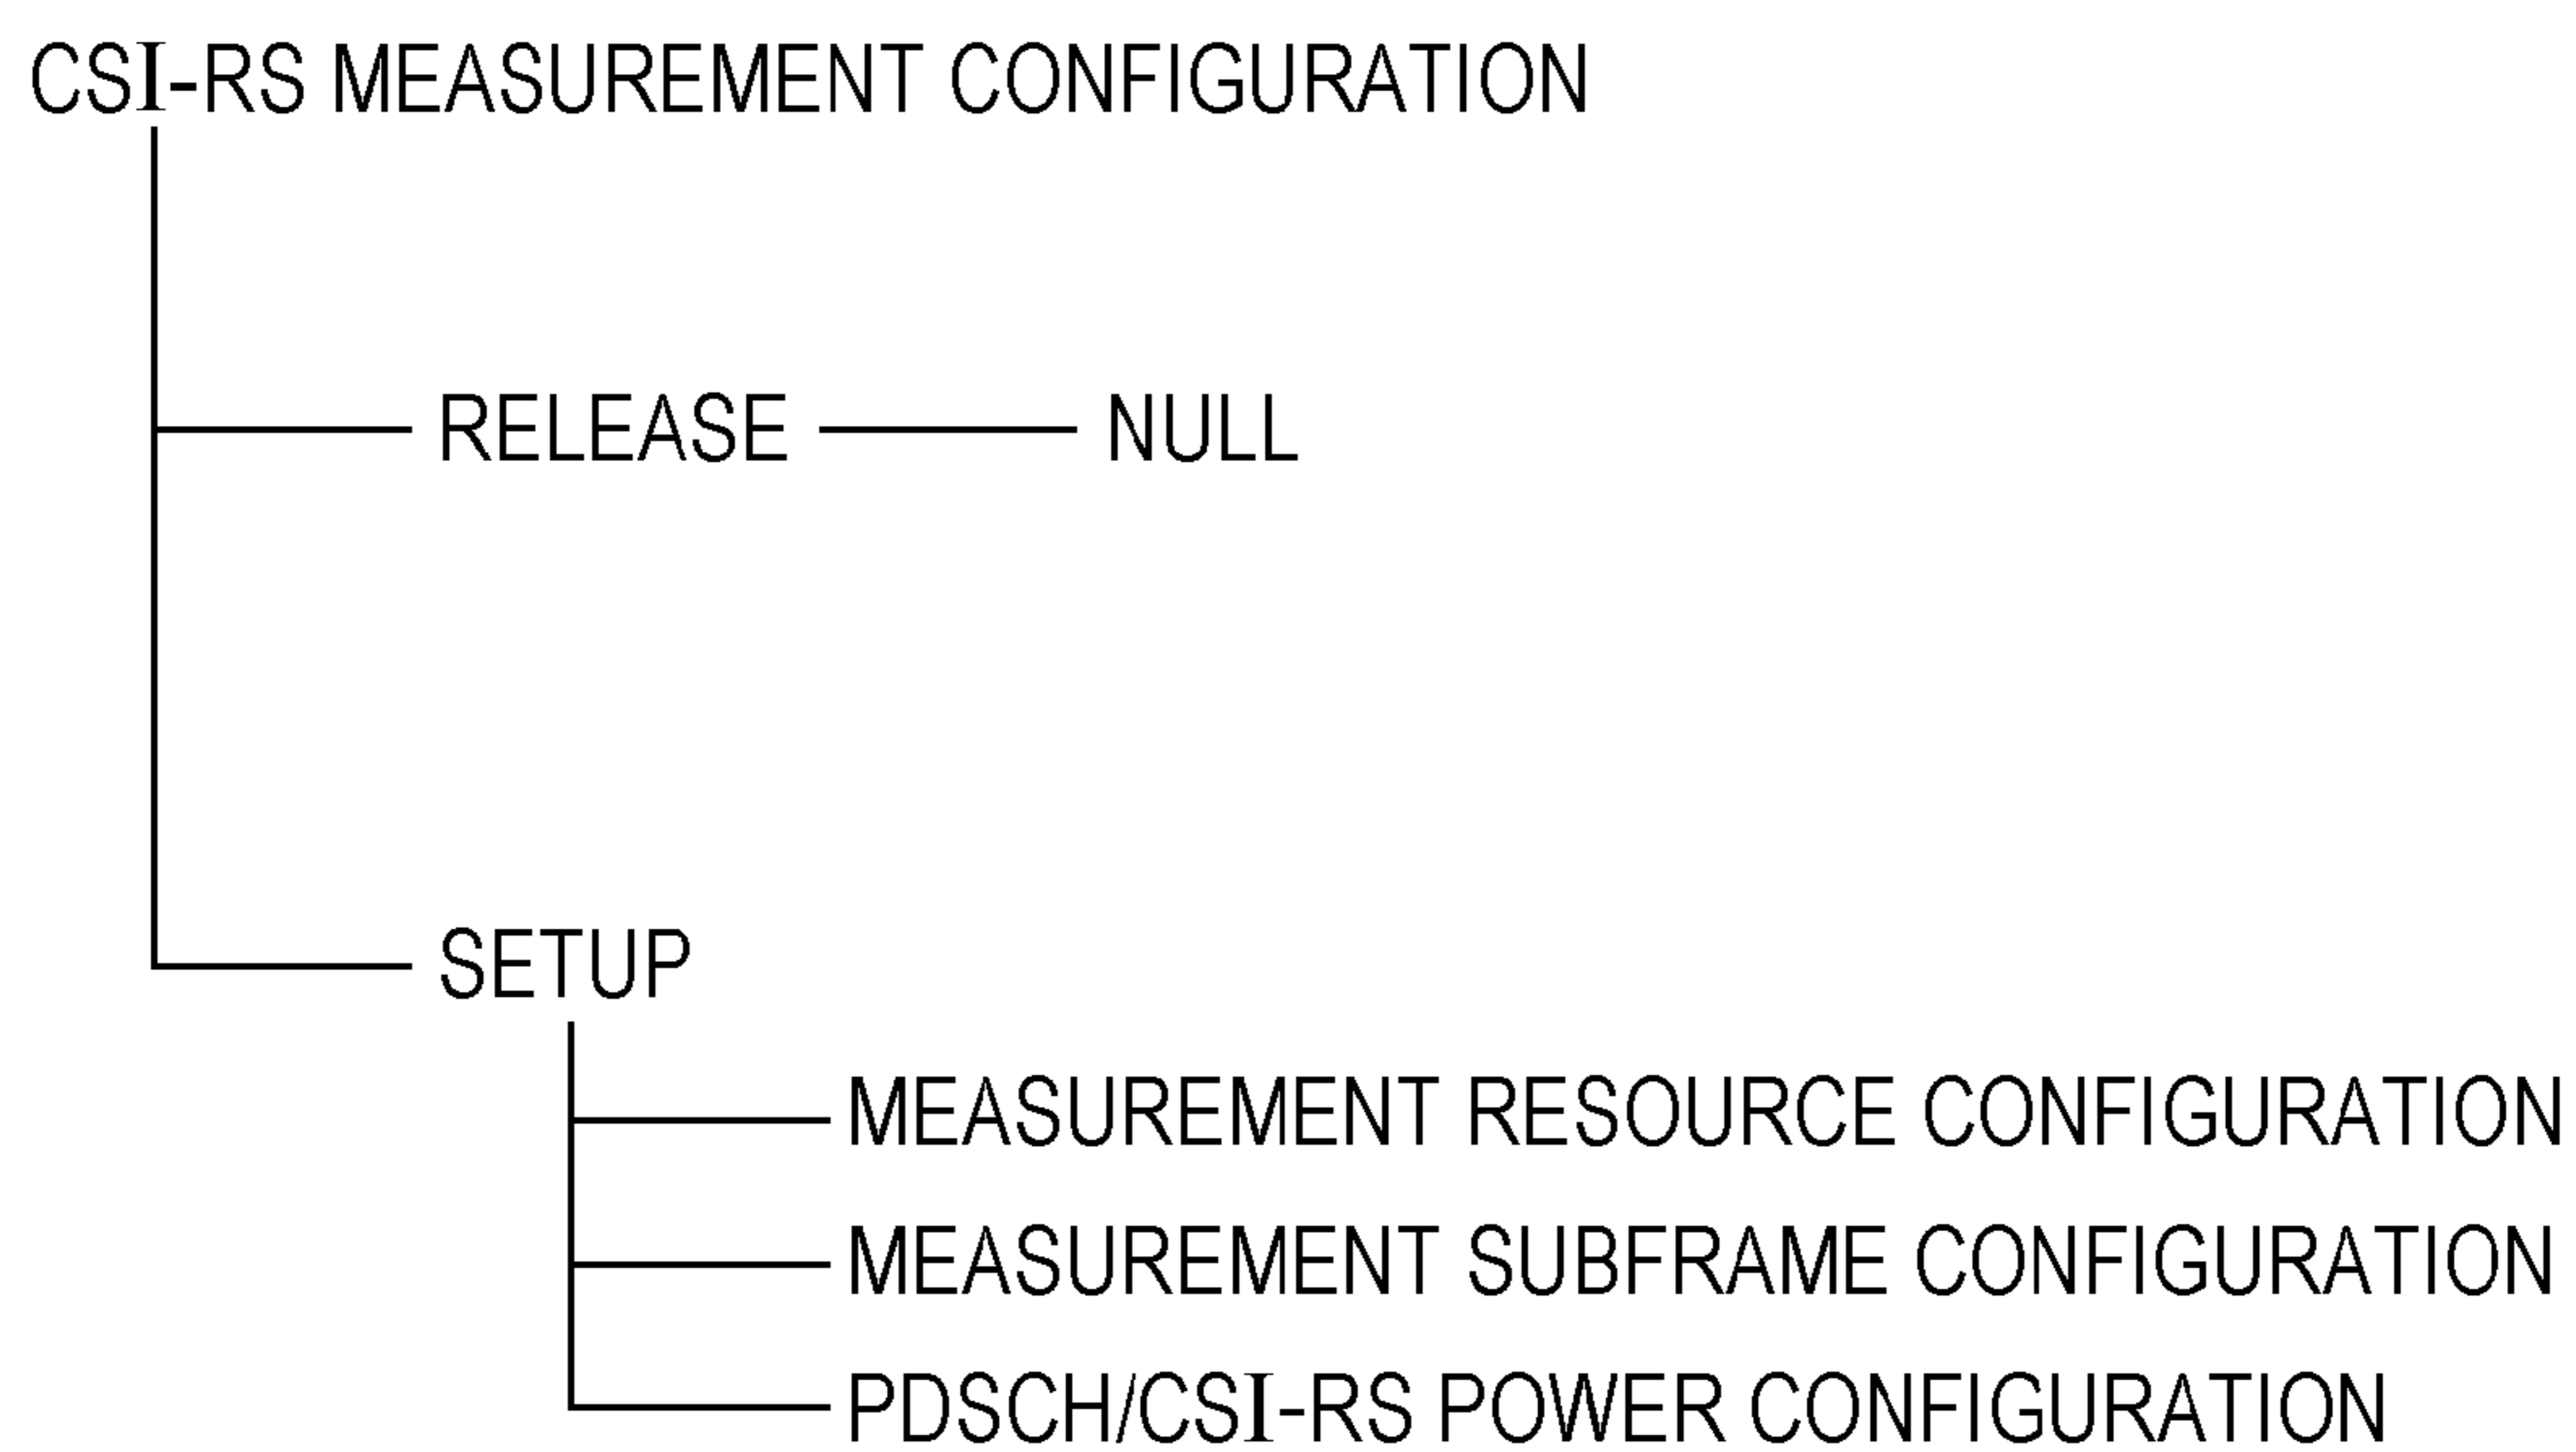 CSI-RS MEASUREMENT CONFIGURATION
RELEASE NULL
SETUP
MEASUREMENT RESOURCE CONFIGURATION
MEASUREMENT SUBFRAME CONFIGURATION
PDSCH/CSI-RS POWER CONFIGURATION